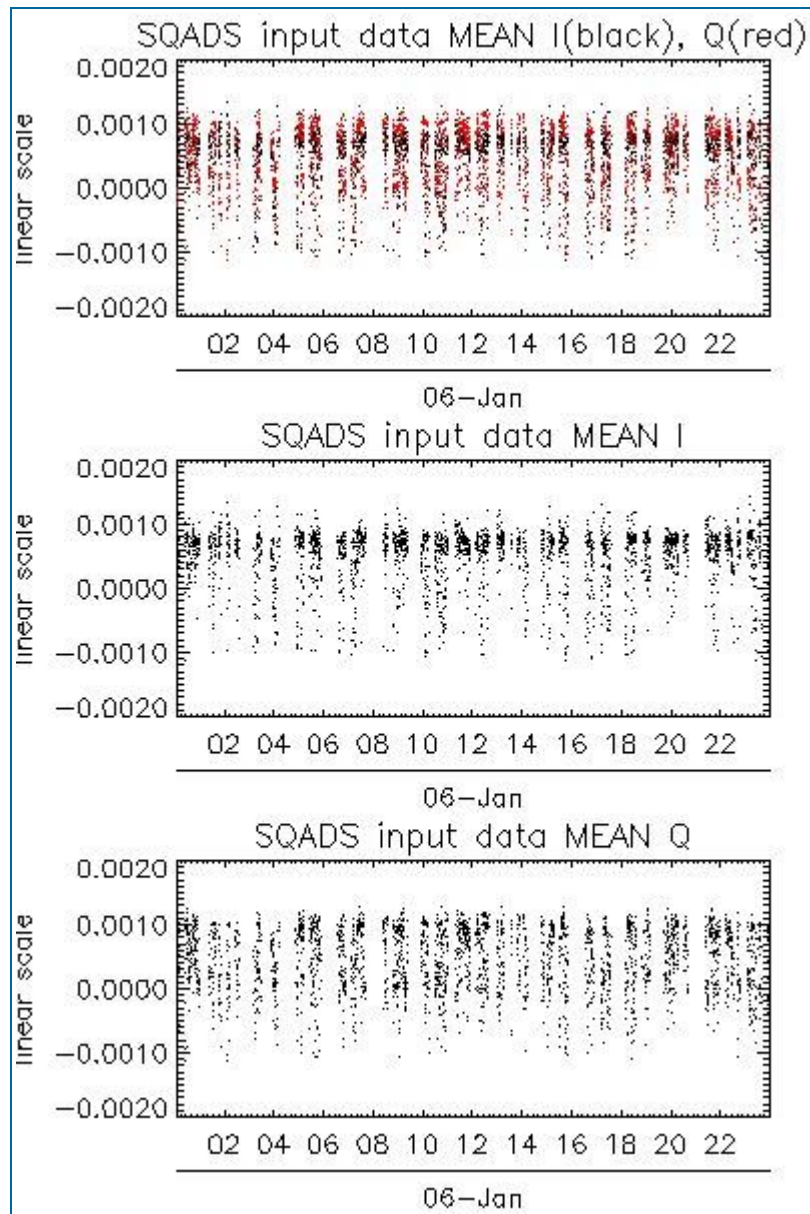 SQADS input data MEAN I(black), Q(red)
0.0020
0.0010
0.0000
−0.0010
−0.0020
linear scale
02 04 06 08 10 12 14 16 18 20 22
06−Jan
SQADS input data MEAN I
0.0020
0.0010
0.0000
−0.0010
−0.0020
linear scale
02 04 06 08 10 12 14 16 18 20 22
06−Jan
SQADS input data MEAN Q
0.0020
0.0010
0.0000
−0.0010
−0.0020
linear scale
02 04 06 08 10 12 14 16 18 20 22
06−Jan